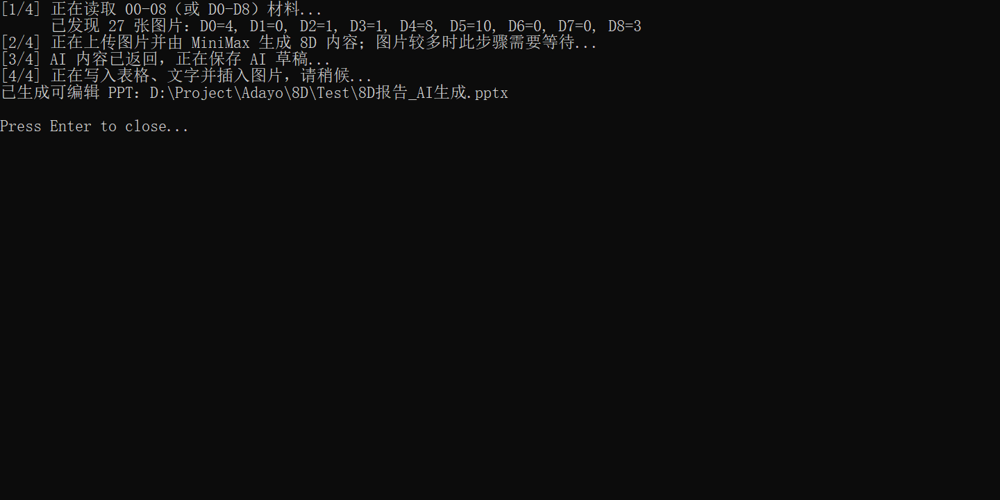 [1/4] 正在读取 00-08（或 D0-D8）材料...
已发现 27 张图片：D0=4, D1=0, D2=1, D3=1, D4=8, D5=10, D6=0, D7=0, D8=3
[2/4] 正在上传图片并由 MiniMax 生成 8D 内容；图片较多时此步骤需要等待...
[3/4] AI 内容已返回，正在保存 AI 草稿...
[4/4] 正在写入表格、文字并插入图片，请稍候...
已生成可编辑 PPT：D:\Project\Adayo\8D\Test\8D报告_AI生成.pptx
Press Enter to close...